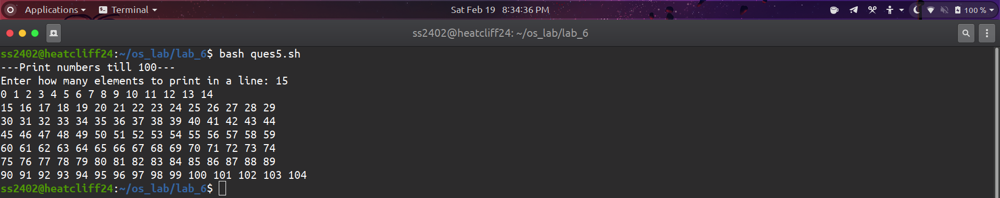 Applications Terminal Sat Feb 19 8:34:36 PM 100 %
ss2402@heatcliff24: ~/os_lab/lab_6
ss2402@heatcliff24:~/os_lab/lab_6$ bash ques5.sh
---Print numbers till 100---
Enter how many elements to print in a line: 15
0 1 2 3 4 5 6 7 8 9 10 11 12 13 14
15 16 17 18 19 20 21 22 23 24 25 26 27 28 29
30 31 32 33 34 35 36 37 38 39 40 41 42 43 44
45 46 47 48 49 50 51 52 53 54 55 56 57 58 59
60 61 62 63 64 65 66 67 68 69 70 71 72 73 74
75 76 77 78 79 80 81 82 83 84 85 86 87 88 89
90 91 92 93 94 95 96 97 98 99 100 101 102 103 104
ss2402@heatcliff24:~/os_lab/lab_6$